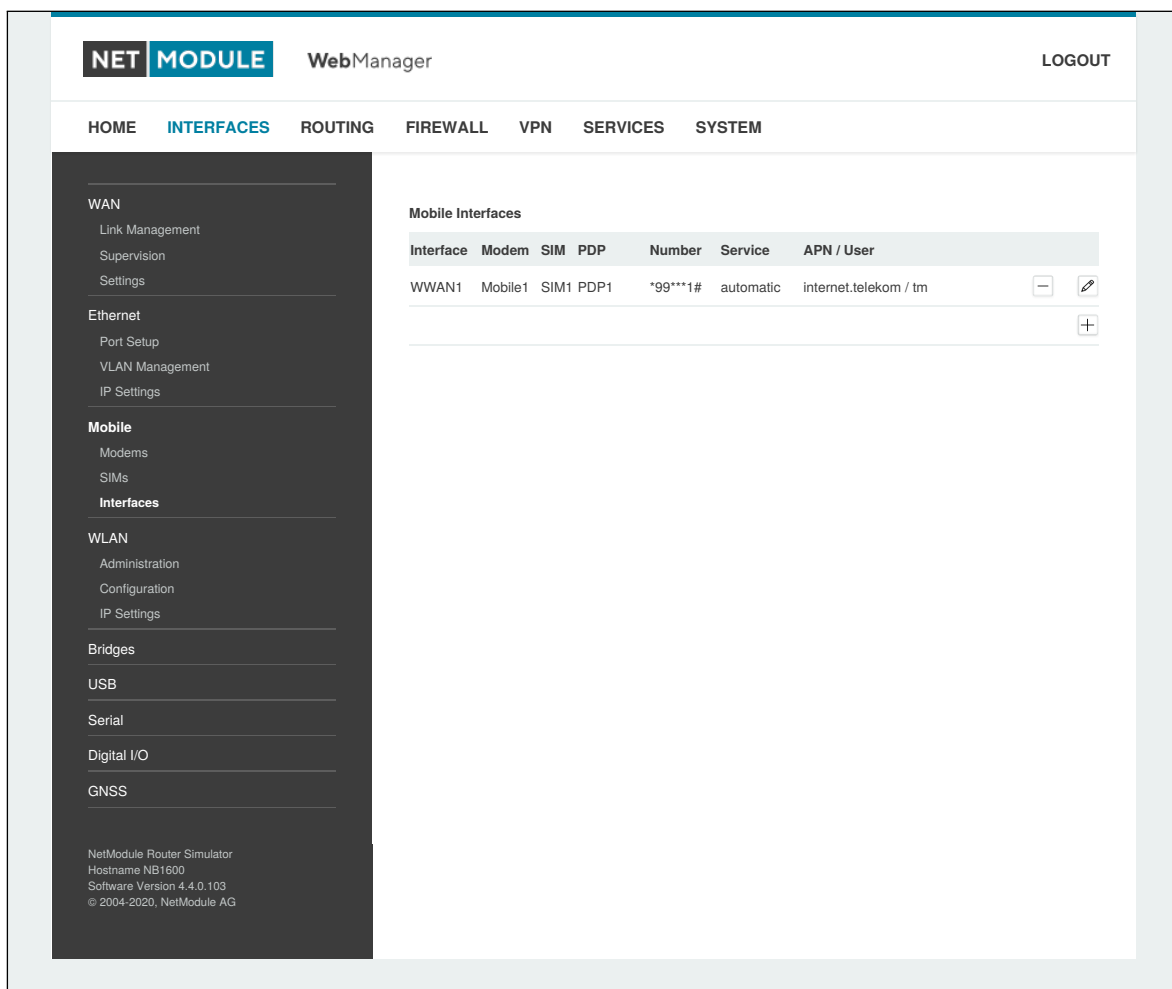 NET MODULE WebManager LOGOUT
HOME INTERFACES ROUTING FIREWALL VPN SERVICES SYSTEM
WAN
Link Management
Supervision
Settings
Ethernet
Port Setup
VLAN Management
IP Settings
Mobile
Modems
SIMs
Interfaces
WLAN
Administration
Configuration
IP Settings
Bridges
USB
Serial
Digital I/O
GNSS
NetModule Router Simulator
Hostname NB1600
Software Version 4.4.0.103
© 2004-2020, NetModule AG
Mobile Interfaces
Interface Modem SIM PDP Number Service APN / User
WWAN1 Mobile1 SIM1 PDP1 *99***1# automatic internet.telekom / tm